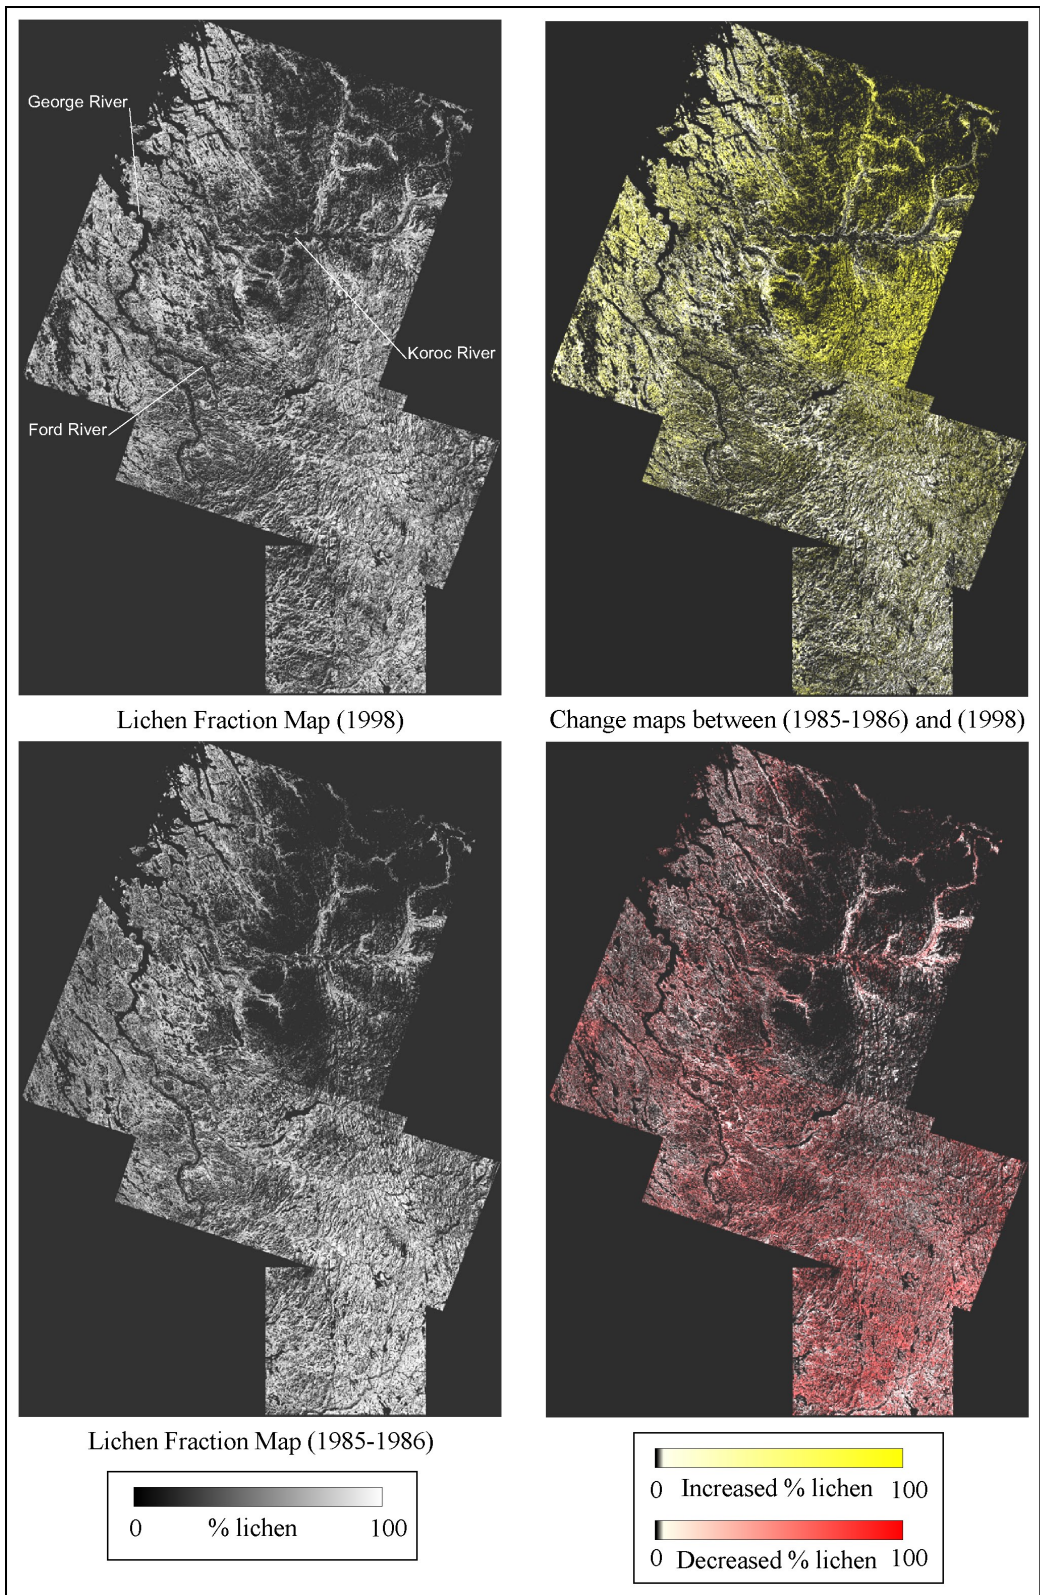 George River
Koroc River
Ford River
Lichen Fraction Map (1998)
Change maps between (1985-1986) and (1998)
Lichen Fraction Map (1985-1986)
0 % lichen 100
0 Increased % lichen 100
0 Decreased % lichen 100